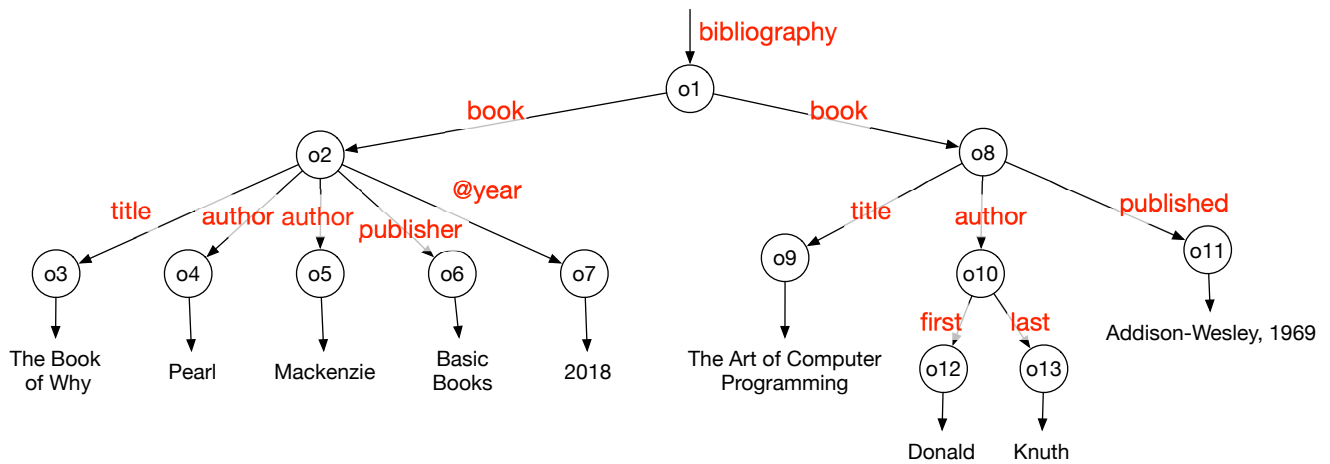 bibliography
o1
book
book
o2
o8
title
author
author
publisher
@year
title
author
published
o3
o4
o5
o6
o7
o9
o10
o11
The Book
of Why
Pearl
Mackenzie
Basic
Books
2018
The Art of Computer
Programming
first
last
Addison-Wesley, 1969
o12
o13
Donald
Knuth